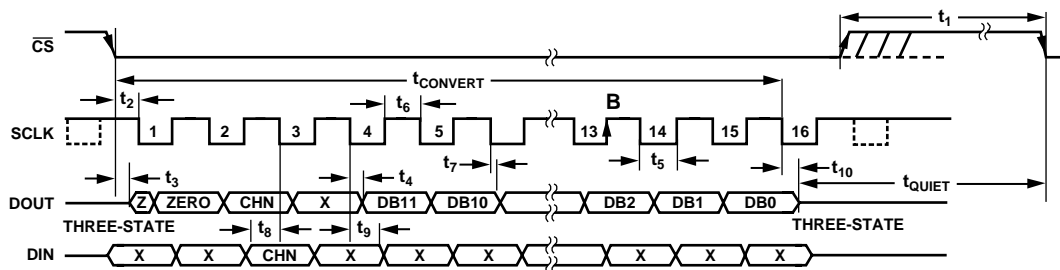 t1
CS
tCONVERT
t2 t6 B
SCLK 1 2 3 4 5 13 14 15 16
t7 t5 t10
t3 t4 tQUIET
DOUT Z ZERO CHN X DB11 DB10 DB2 DB1 DB0
THREE-STATE t8 t9 THREE-STATE
DIN X X CHN X X X X X X